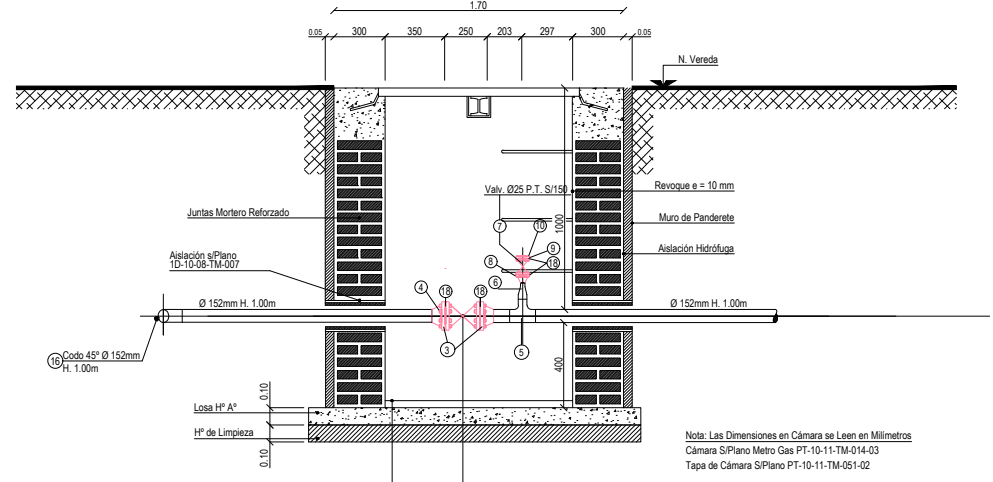 1.70
0.05 300 350 250 203 297 300 0.05
N. Vereda
Valv. Ø25 P.T. S/150
Revoque e = 10 mm
Juntas Mortero Reforzado
Muro de Panderete
7
10
1000
9
Aislación Hidrófuga
Aislación s/Plano
1D-10-08-TM-007
8
18
6
4
18
18
Ø 152mm H. 1.00m
Ø 152mm H. 1.00m
3
5
16 Codo 45º Ø 152mm
H. 1.00m
400
0.10
Losa Hº Aº
Hº de Limpieza
0.10
Nota: Las Dimensiones en Cámara se Leen en Milímetros
Cámara S/Plano Metro Gas PT-10-11-TM-014-03
Tapa de Cámara S/Plano PT-10-11-TM-051-02